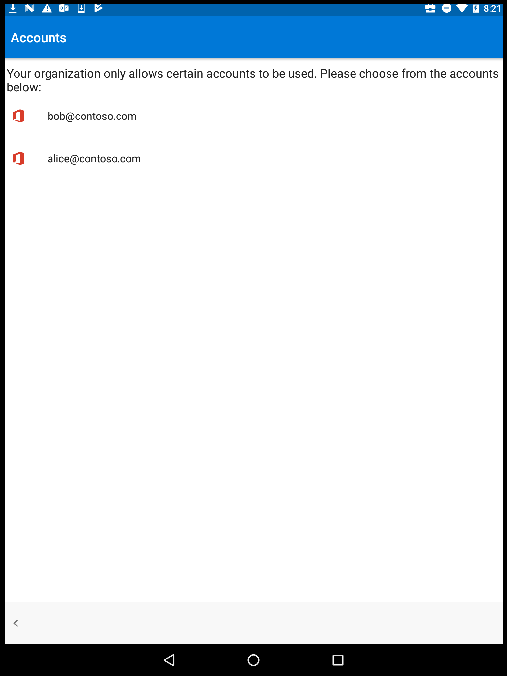 8:21
Accounts
Your organization only allows certain accounts to be used. Please choose from the accounts
below:
bob@contoso.com
alice@contoso.com